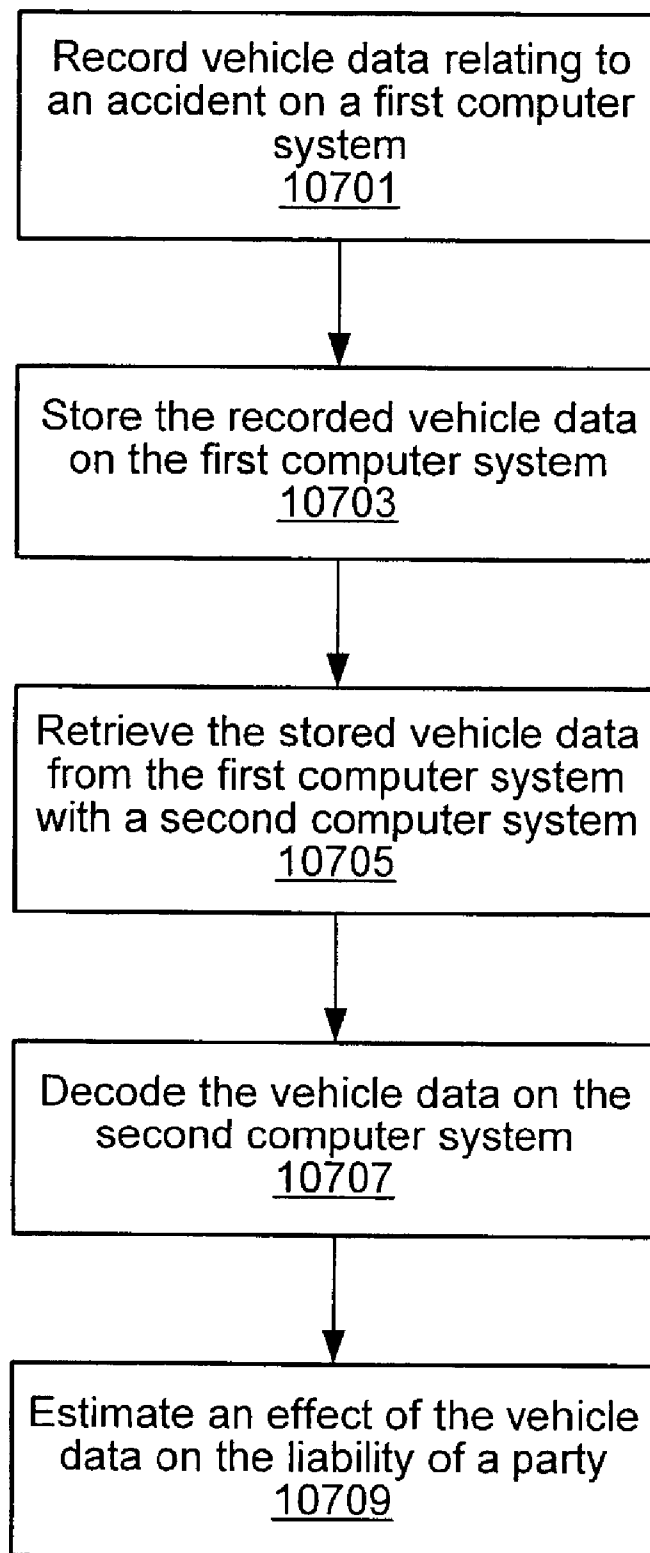 Record vehicle data relating to
an accident on a first computer
system
10701
Store the recorded vehicle data
on the first computer system
10703
Retrieve the stored vehicle data
from the first computer system
with a second computer system
10705
Decode the vehicle data on the
second computer system
10707
Estimate an effect of the vehicle
data on the liability of a party
10709